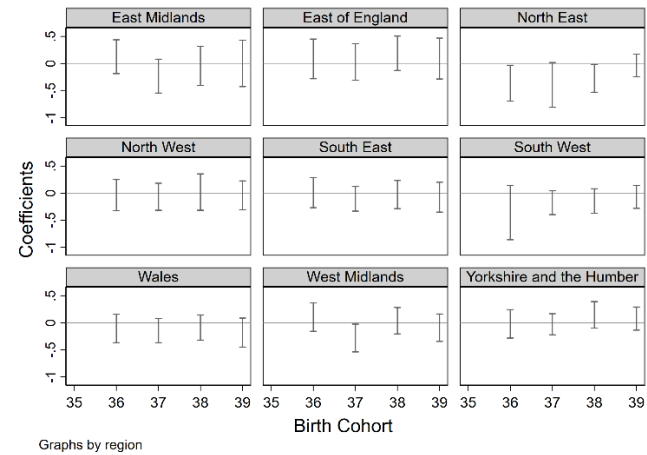 East Midlands East of England North East
.5
0
-.5
-1
North West South East South West
.5
0
-.5
-1
Coefficients
Wales West Midlands Yorkshire and the Humber
.5
0
-.5
-1
35 36 37 38 39 35 36 37 38 39 35 36 37 38 39
Birth Cohort
Graphs by region